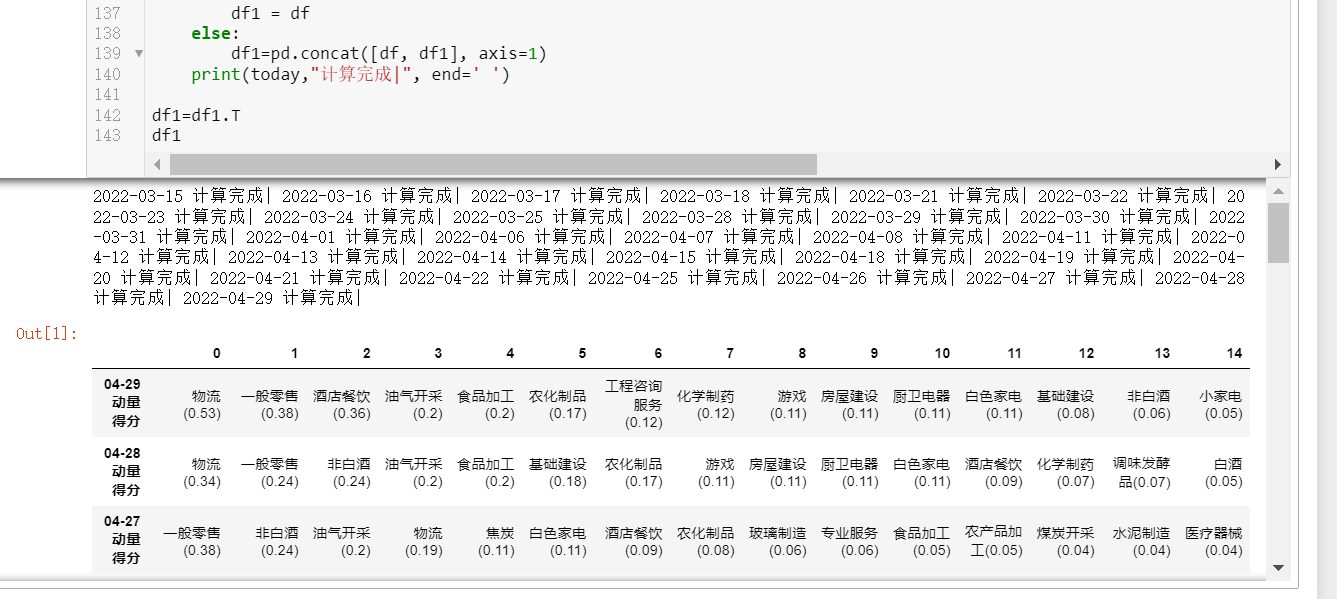 137 df1 = df
138 else:
139 df1=pd.concat([df, df1], axis=1)
140 print(today,"计算完成|", end=' ')
141
142 df1=df1.T
143 df1
2022-03-15 计算完成| 2022-03-16 计算完成| 2022-03-17 计算完成| 2022-03-18 计算完成| 2022-03-21 计算完成| 2022-03-22 计算完成| 20
22-03-23 计算完成| 2022-03-24 计算完成| 2022-03-25 计算完成| 2022-03-28 计算完成| 2022-03-29 计算完成| 2022-03-30 计算完成| 2022
-03-31 计算完成| 2022-04-01 计算完成| 2022-04-06 计算完成| 2022-04-07 计算完成| 2022-04-08 计算完成| 2022-04-11 计算完成| 2022-0
4-12 计算完成| 2022-04-13 计算完成| 2022-04-14 计算完成| 2022-04-15 计算完成| 2022-04-18 计算完成| 2022-04-19 计算完成| 2022-04-
20 计算完成| 2022-04-21 计算完成| 2022-04-22 计算完成| 2022-04-25 计算完成| 2022-04-26 计算完成| 2022-04-27 计算完成| 2022-04-28
计算完成| 2022-04-29 计算完成|
Out[1]:
0 1 2 3 4 5 6 7 8 9 10 11 12 13 14
04-29 动量 得分 物流 (0.53) 一般零售 (0.38) 酒店餐饮 (0.36) 油气开采 (0.2) 食品加工 (0.2) 农化制品 (0.17) 工程咨询服务 (0.12) 化学制药 (0.12) 游戏 (0.11) 房屋建设 (0.11) 厨卫电器 (0.11) 白色家电 (0.11) 基础建设 (0.08) 非白酒 (0.06) 小家电 (0.05)
04-28 动量 得分 物流 (0.34) 一般零售 (0.24) 非白酒 (0.24) 油气开采 (0.2) 食品加工 (0.2) 基础建设 (0.18) 农化制品 (0.17) 游戏 (0.11) 房屋建设 (0.11) 厨卫电器 (0.11) 白色家电 (0.11) 酒店餐饮 (0.09) 化学制药 (0.07) 调味发酵品(0.07) 白酒 (0.05)
04-27 动量 得分 一般零售 (0.38) 非白酒 (0.24) 油气开采 (0.2) 物流 (0.19) 焦炭 (0.11) 白色家电 (0.11) 酒店餐饮 (0.09) 农化制品 (0.08) 玻璃制造 (0.06) 专业服务 (0.06) 食品加工 (0.05) 农产品加工(0.05) 煤炭开采 (0.04) 水泥制造 (0.04) 医疗器械 (0.04)